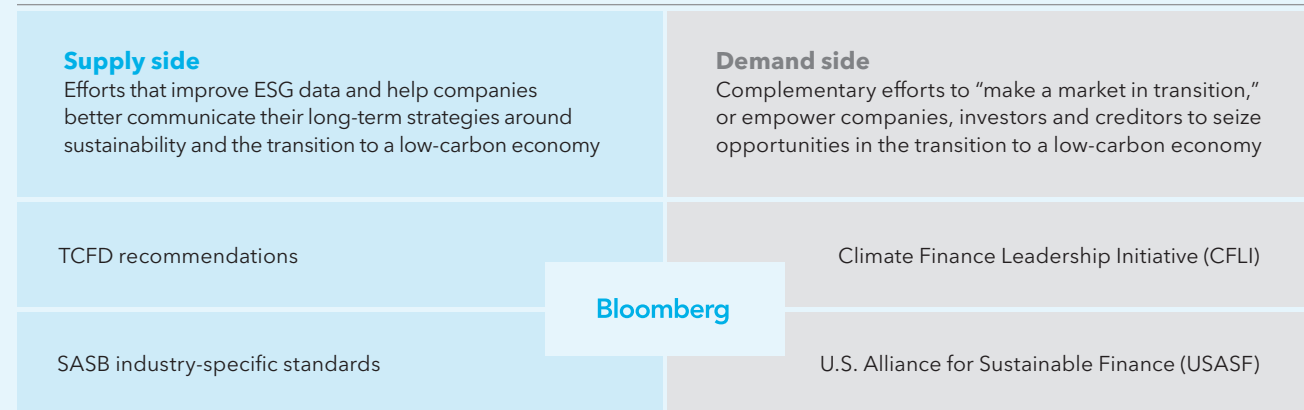 Supply side
Efforts that improve ESG data and help companies
better communicate their long-term strategies around
sustainability and the transition to a low-carbon economy
Demand side
Complementary efforts to “make a market in transition,”
or empower companies, investors and creditors to seize
opportunities in the transition to a low-carbon economy
TCFD recommendations
Climate Finance Leadership Initiative (CFLI)
Bloomberg
SASB industry-specific standards
U.S. Alliance for Sustainable Finance (USASF)